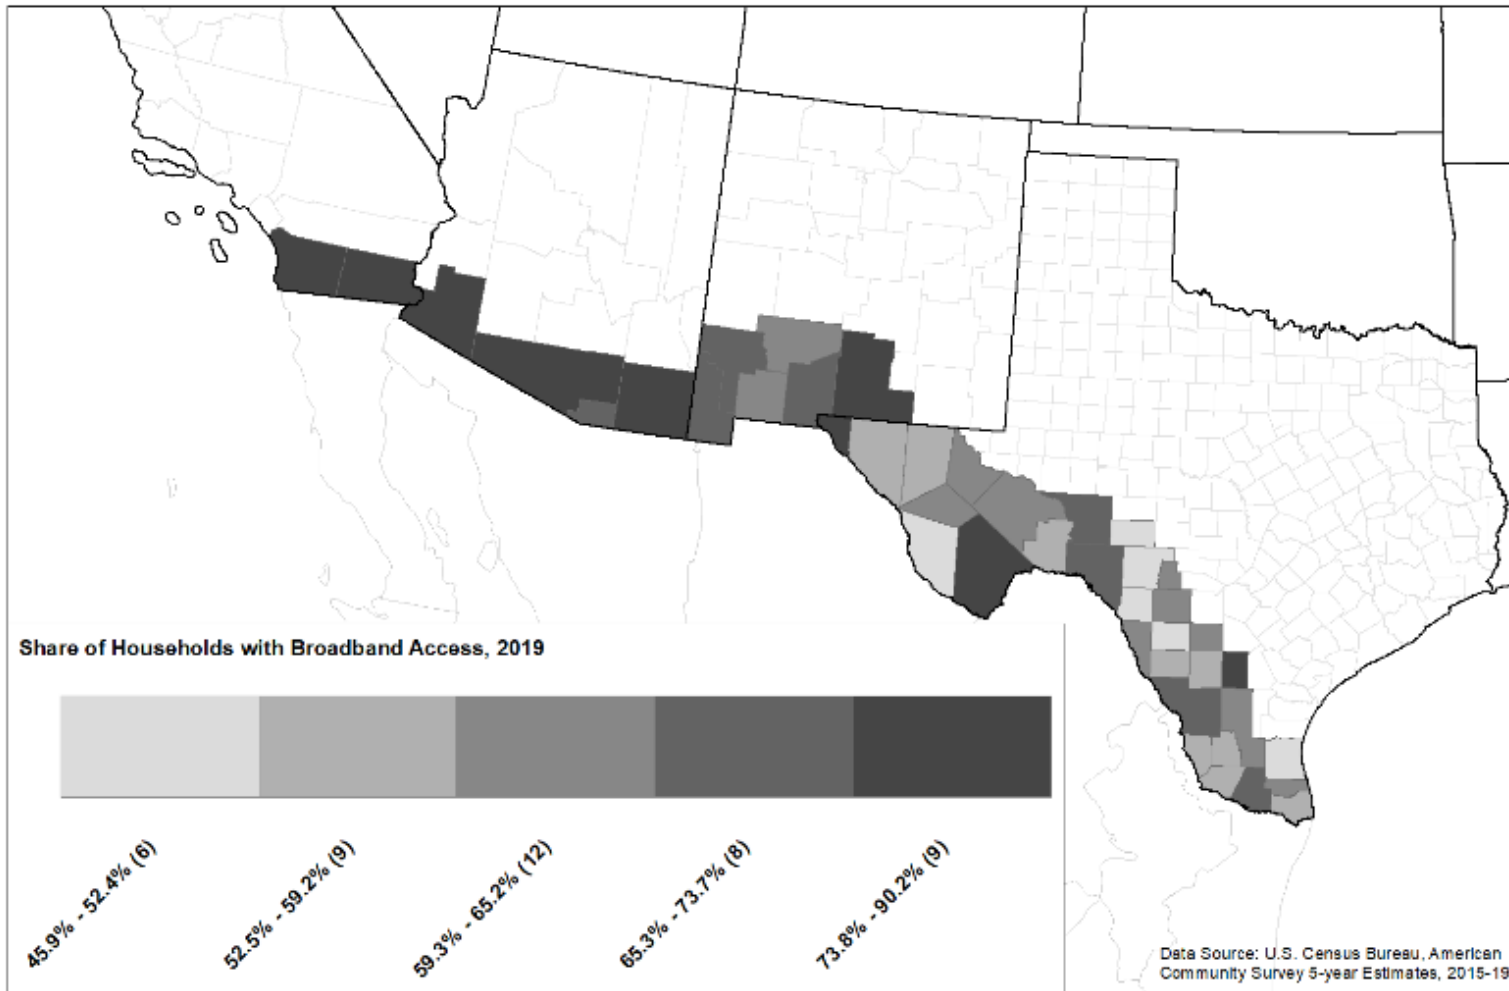 Share of Households with Broadband Access, 2019
45.9% - 52.4% (6)
52.5% - 59.2% (9)
59.3% - 65.2% (12)
65.3% -73.7% (8)
73.8% - 90.2% (9)
Data Source: U.S. Census Bureau, American
Community Survey 5-year Estimates, 2015-19